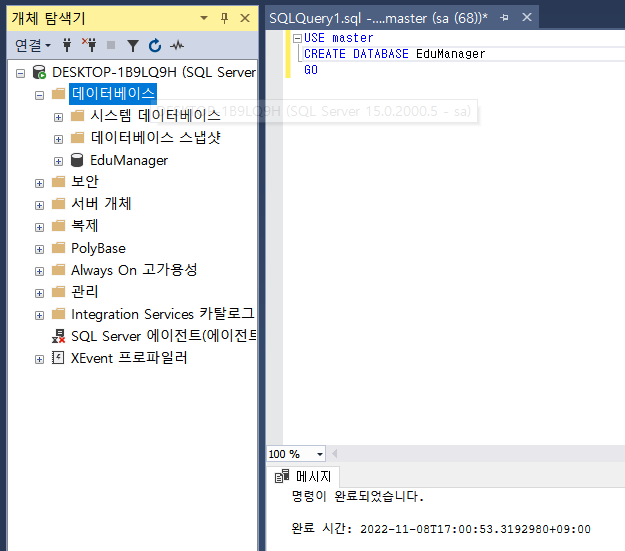 개체 탐색기
연결
DESKTOP-1B9LQ9H (SQL Server
데이터베이스
시스템 데이터베이스
데이터베이스 스냅샷
EduManager
보안
서버 개체
복제
PolyBase
Always On 고가용성
관리
Integration Services 카탈로그
SQL Server 에이전트(에이전트
XEvent 프로파일러
-1B9LQ9H (SQL Server 15.0.2000.5 - sa)
SQLQuery1.sql -....master (sa (68))*
USE master
CREATE DATABASE EduManager
GO
100 %
메시지
명령이 완료되었습니다.
완료 시간: 2022-11-08T17:00:53.3192980+09:00